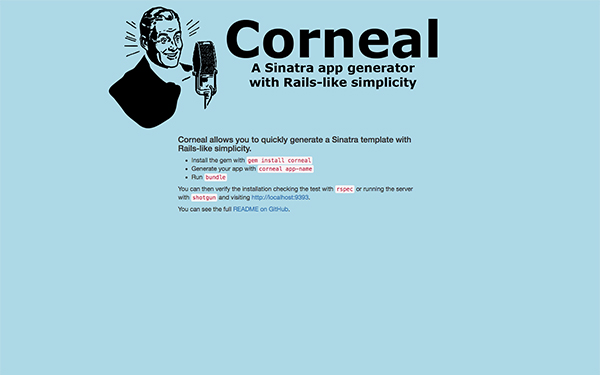 Corneal
A Sinatra app generator
with Rails-like simplicity
Corneal allows you to quickly generate a Sinatra template with
Rails-like simplicity.
• Install the gem with gem install corneal
• Generate your app with corneal app-name
• Run bundle
You can then verify the installation checking the test with rspec or running the server
with shotgun and visiting http://localhost:9393.
You can see the full README on GitHub.